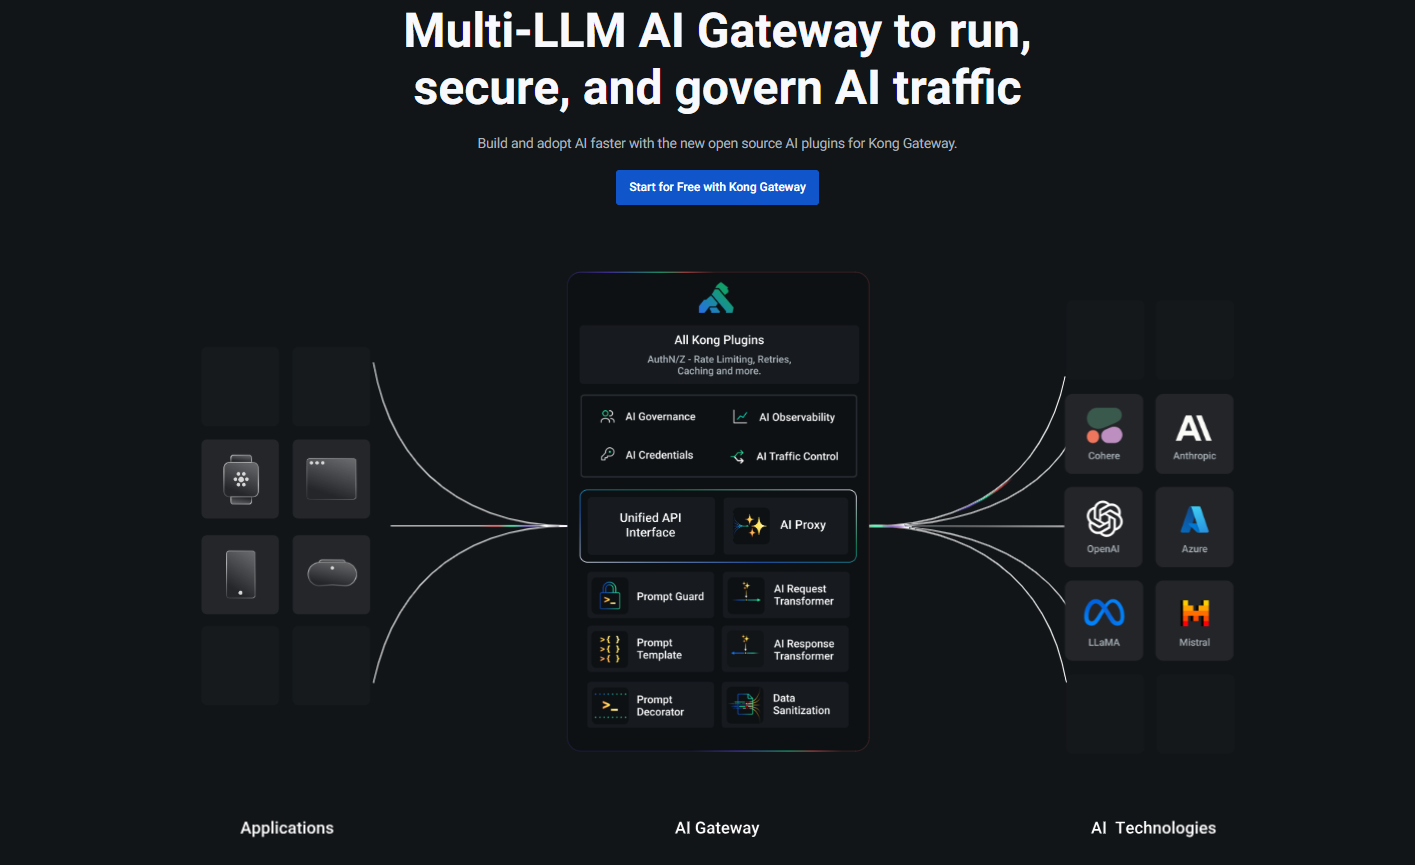 Multi-LLM AI Gateway to run,
secure, and govern AI traffic
Build and adopt AI faster with the new open source AI plugins for Kong Gateway.
Start for Free with Kong Gateway
All Kong Plugins
AuthN/Z - Rate Limiting, Retries,
Caching and more.
AI Governance
AI Observability
AI Credentials
AI Traffic Control
Unified API
Interface
AI Proxy
Prompt Guard
AI Request
Transformer
Prompt
Template
AI Response
Transformer
Prompt
Decorator
Data
Sanitization
Cohere
Anthropic
OpenAI
Azure
LLaMA
Mistral
Applications
AI Gateway
AI Technologies